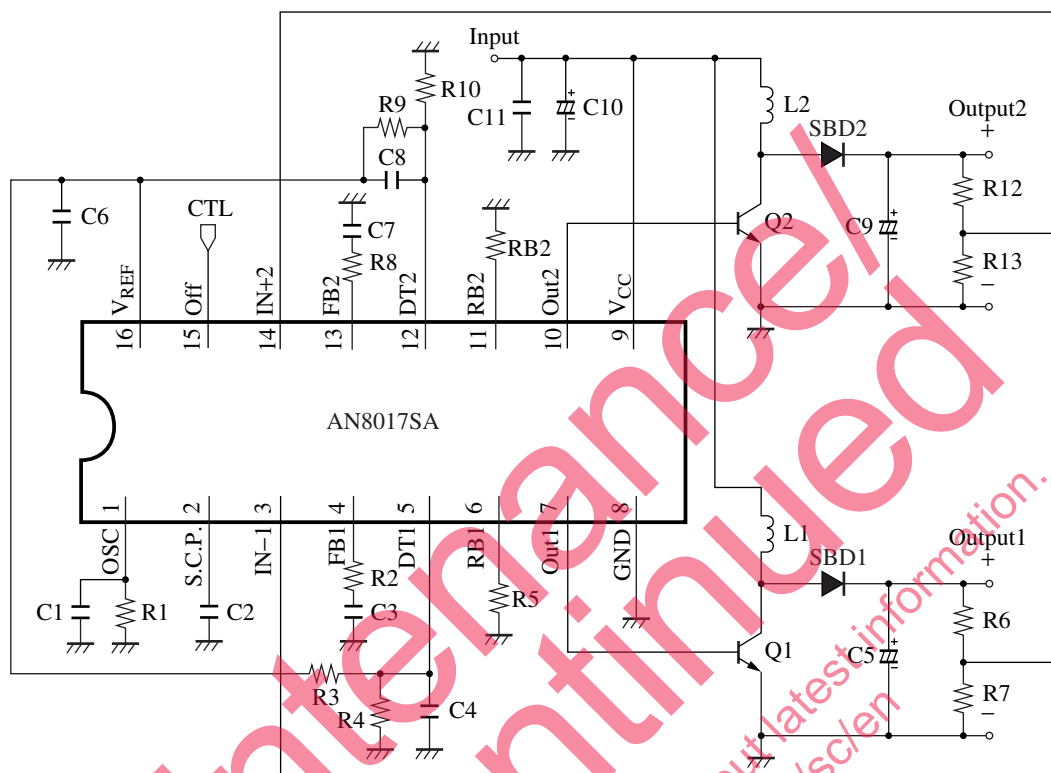 Input
R10
R9
C8
C11
C10
L2
SBD2
Output2
+
R12
C6
CTL
C7
R8
RB2
Q2
C9
R13
−
VREF
Off
IN+2
FB2
DT2
RB2
Out2
VCC
16
15
14
13
12
11
10
9
AN8017SA
1
2
3
4
5
6
7
8
OSC
S.C.P.
IN−1
FB1
DT1
RB1
Out1
GND
L1
SBD1
Output1
+
C1
R1
C2
R2
C3
R5
R6
Q1
C5
R3
R4
C4
R7
−
intenance/
ntinued
out latest information.
/sc/en